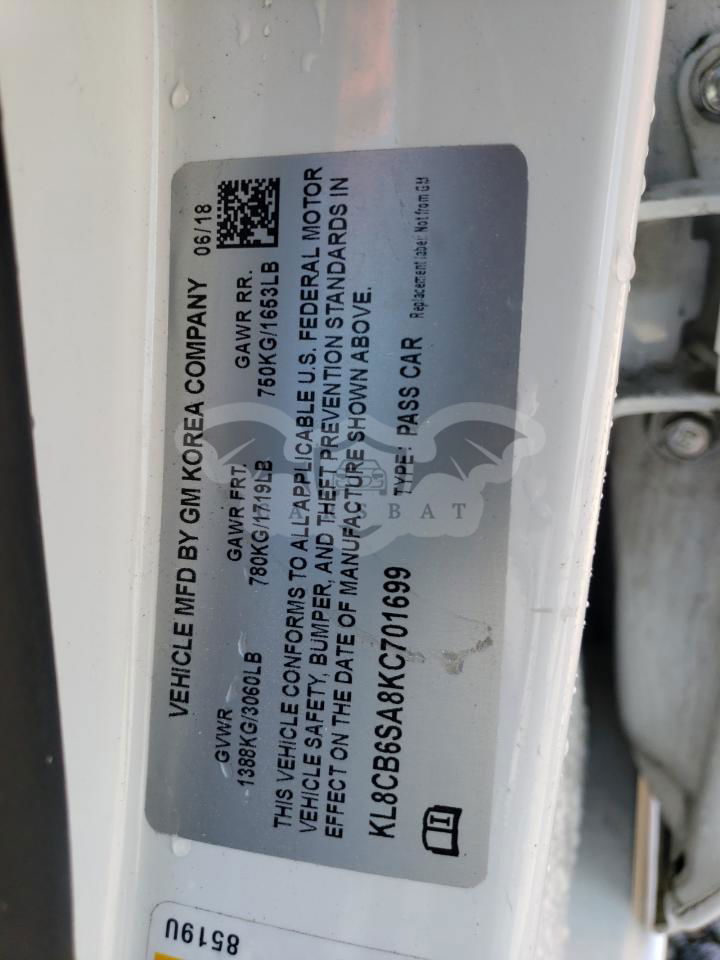 VEHICLE MFD BY GM KOREA COMPANY 06/18
GVWR GAWR FRT. GAWR RR.
1388KG/3060LB 780KG/1719LB 750KG/1653LB
THIS VEHICLE CONFORMS TO ALL APPLICABLE U.S. FEDERAL MOTOR
VEHICLE SAFETY, BUMPER, AND THEFT PREVENTION STANDARDS IN
EFFECT ON THE DATE OF MANUFACTURE SHOWN ABOVE.
KL8CB6SA8KC701699 TYPE: PASS CAR Replacement label: Not from GM
8519U